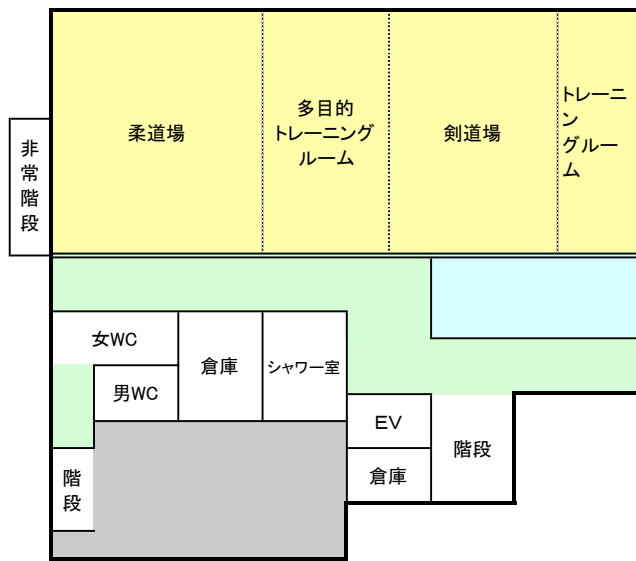 柔道場
多目的
トレーニング
ルーム
剣道場
トレーニ
ン
グルー
ム
非
常
階
段
女WC
倉庫
シャワー室
男WC
EV
階段
倉庫
階
段